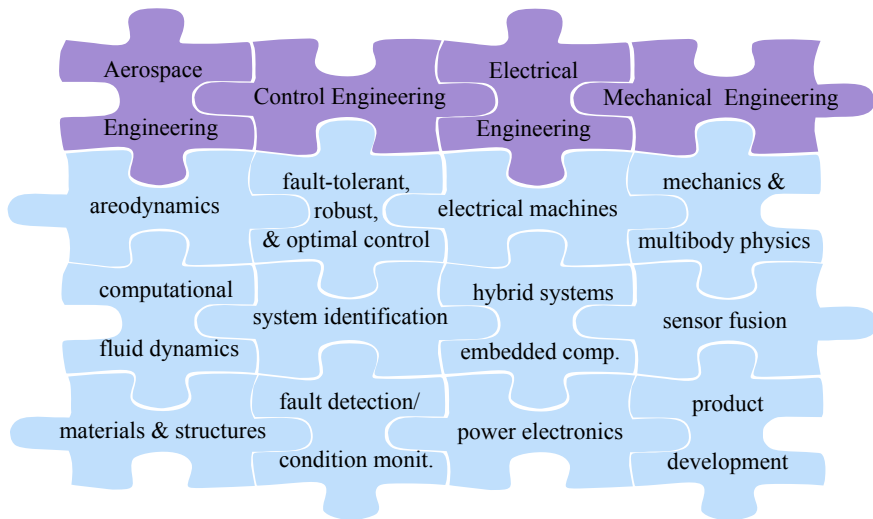 Aerospace
Engineering
Control Engineering
Electrical
Engineering
Mechanical Engineering
areodynamics
fault-tolerant,
robust,
& optimal control
electrical machines
mechanics &
multibody physics
computational
fluid dynamics
system identification
hybrid systems
embedded comp.
sensor fusion
materials & structures
fault detection/
condition monit.
power electronics
product
development